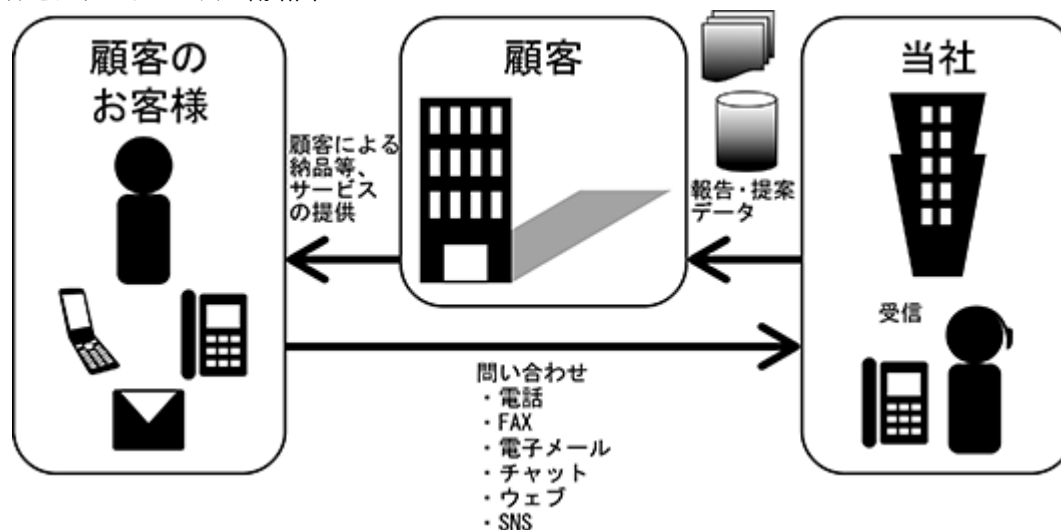 顧客の
お客様
顧客による
納品等、
サービス
の提供
顧客
報告・提案
データ
当社
受信
問い合わせ
・電話
・FAX
・電子メール
・チャット
・ウェブ
・SNS